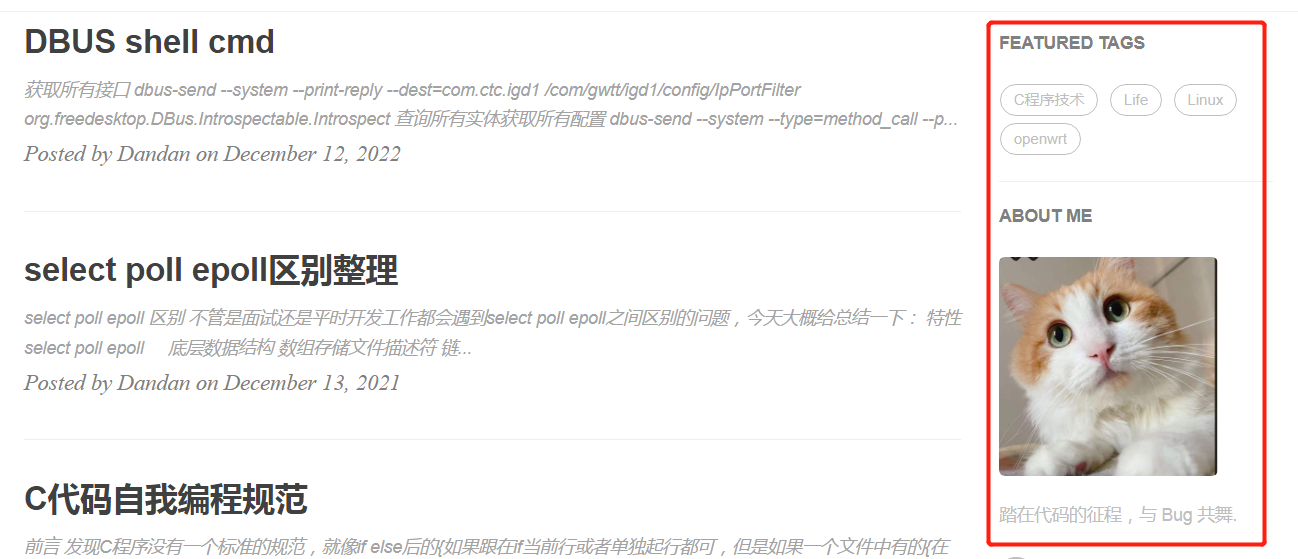 DBUS shell cmd
获取所有接口 dbus-send --system --print-reply --dest=com.ctc.igd1 /com/gwtt/igd1/config/IpPortFilter
org.freedesktop.DBus.Introspectable.Introspect 查询所有实体获取所有配置 dbus-send --system --type=method_call --p...
Posted by Dandan on December 12, 2022
select poll epoll区别整理
select poll epoll 区别 不管是面试还是平时开发工作都会遇到select poll epoll之间区别的问题，今天大概给总结一下： 特性
select poll epoll 底层数据结构 数组存储文件描述符 链...
Posted by Dandan on December 13, 2021
C代码自我编程规范
前言 发现C程序没有一个标准的规范，就像if else后的{如果跟在if当前行或者单独起行都可，但是如果一个文件中有的{在
FEATURED TAGS
C程序技术 Life Linux
openwrt
ABOUT ME
踏在代码的征程，与 Bug 共舞.